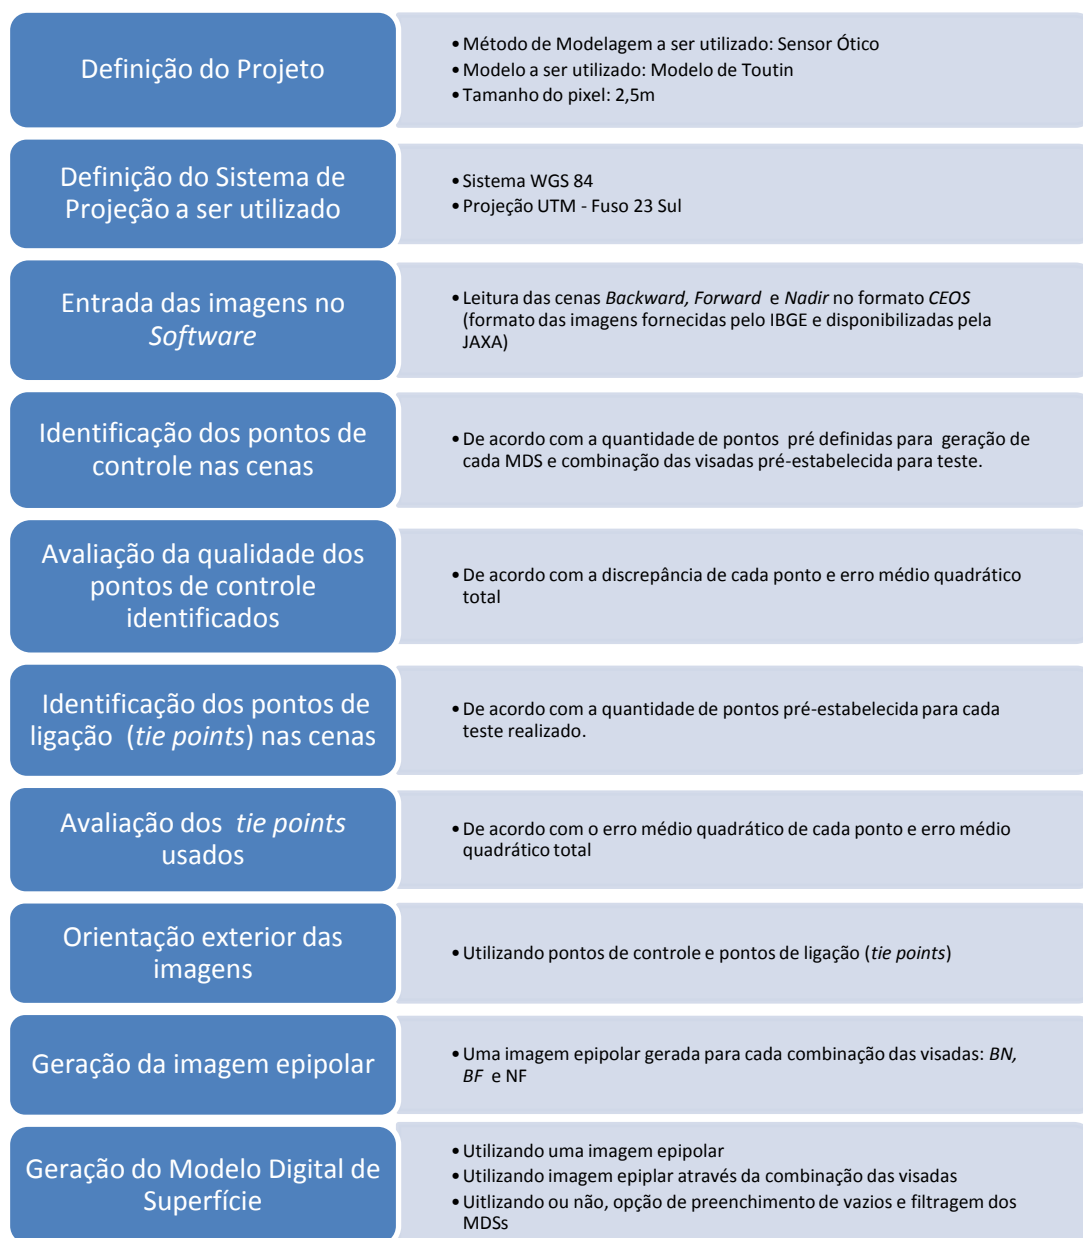 Definição do Projeto
• Método de Modelagem a ser utilizado: Sensor Ótico
• Modelo a ser utilizado: Modelo de Toutin
• Tamanho do pixel: 2,5m
Definição do Sistema de
Projeção a ser utilizado
• Sistema WGS 84
• Projeção UTM - Fuso 23 Sul
Entrada das imagens no
Software
• Leitura das cenas Backward, Forward e Nadir no formato CEOS
(formato das imagens fornecidas pelo IBGE e disponibilizadas pela
JAXA)
Identificação dos pontos de
controle nas cenas
• De acordo com a quantidade de pontos pré definidas para geração de
cada MDS e combinação das visadas pré-estabelecida para teste.
Avaliação da qualidade dos
pontos de controle
identificados
• De acordo com a discrepância de cada ponto e erro médio quadrático
total
Identificação dos pontos de
ligação (tie points) nas cenas
• De acordo com a quantidade de pontos pré-estabelecida para cada
teste realizado.
Avaliação dos tie points
usados
• De acordo com o erro médio quadrático de cada ponto e erro médio
quadrático total
Orientação exterior das
imagens
• Utilizando pontos de controle e pontos de ligação (tie points)
Geração da imagem epipolar
• Uma imagem epipolar gerada para cada combinação das visadas: BN,
BF e NF
Geração do Modelo Digital de
Superfície
• Utilizando uma imagem epipolar
• Utilizando imagem epiplar através da combinação das visadas
• Uitlizando ou não, opção de preenchimento de vazios e filtragem dos
MDSs